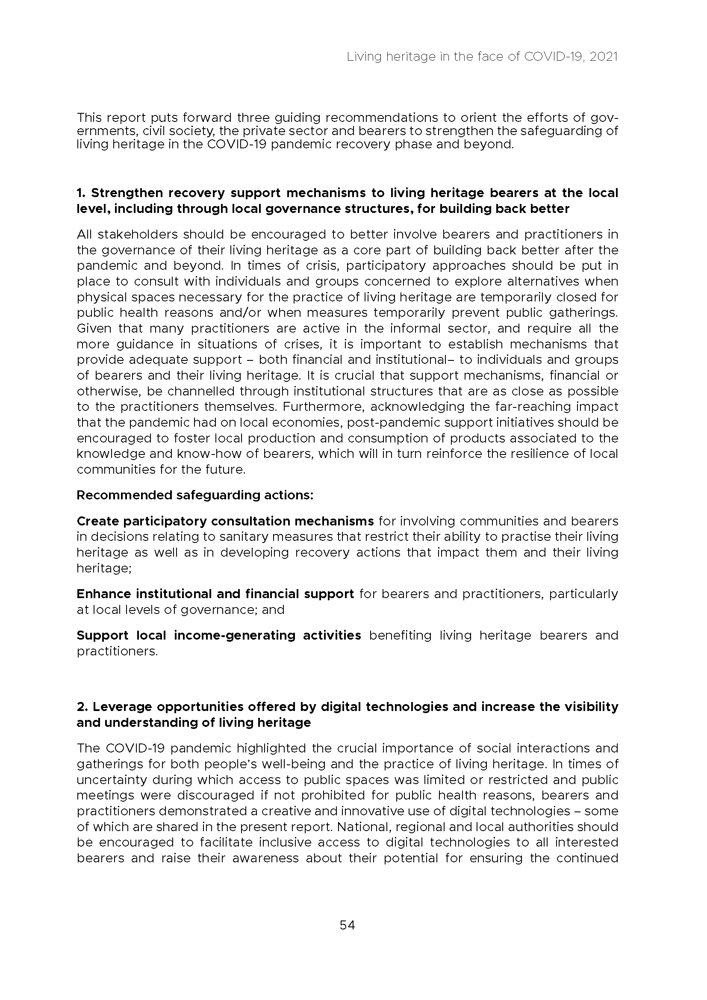 Living heritage in the face of COVID-19, 2021
This report puts forward three guiding recommendations to orient the efforts of gov-
ernments, civil society, the private sector and bearers to strengthen the safeguarding of
living heritage in the COVID-19 pandemic recovery phase and beyond.
1. Strengthen recovery support mechanisms to living heritage bearers at the local
level, including through local governance structures, for building back better
All stakeholders should be encouraged to better involve bearers and practitioners in
the governance of their living heritage as a core part of building back better after the
pandemic and beyond. In times of crisis, participatory approaches should be put in
place to consult with individuals and groups concerned to explore alternatives when
physical spaces necessary for the practice of living heritage are temporarily closed for
public health reasons and/or when measures temporarily prevent public gatherings.
Given that many practitioners are active in the informal sector, and require all the
more guidance in situations of crises, it is important to establish mechanisms that
provide adequate support – both financial and institutional– to individuals and groups
of bearers and their living heritage. It is crucial that support mechanisms, financial or
otherwise, be channelled through institutional structures that are as close as possible
to the practitioners themselves. Furthermore, acknowledging the far-reaching impact
that the pandemic had on local economies, post-pandemic support initiatives should be
encouraged to foster local production and consumption of products associated to the
knowledge and know-how of bearers, which will in turn reinforce the resilience of local
communities for the future.
Recommended safeguarding actions:
Create participatory consultation mechanisms for involving communities and bearers
in decisions relating to sanitary measures that restrict their ability to practise their living
heritage as well as in developing recovery actions that impact them and their living
heritage;
Enhance institutional and financial support for bearers and practitioners, particularly
at local levels of governance; and
Support local income-generating activities benefiting living heritage bearers and
practitioners.
2. Leverage opportunities offered by digital technologies and increase the visibility
and understanding of living heritage
The COVID-19 pandemic highlighted the crucial importance of social interactions and
gatherings for both people’s well-being and the practice of living heritage. In times of
uncertainty during which access to public spaces was limited or restricted and public
meetings were discouraged if not prohibited for public health reasons, bearers and
practitioners demonstrated a creative and innovative use of digital technologies – some
of which are shared in the present report. National, regional and local authorities should
be encouraged to facilitate inclusive access to digital technologies to all interested
bearers and raise their awareness about their potential for ensuring the continued
54